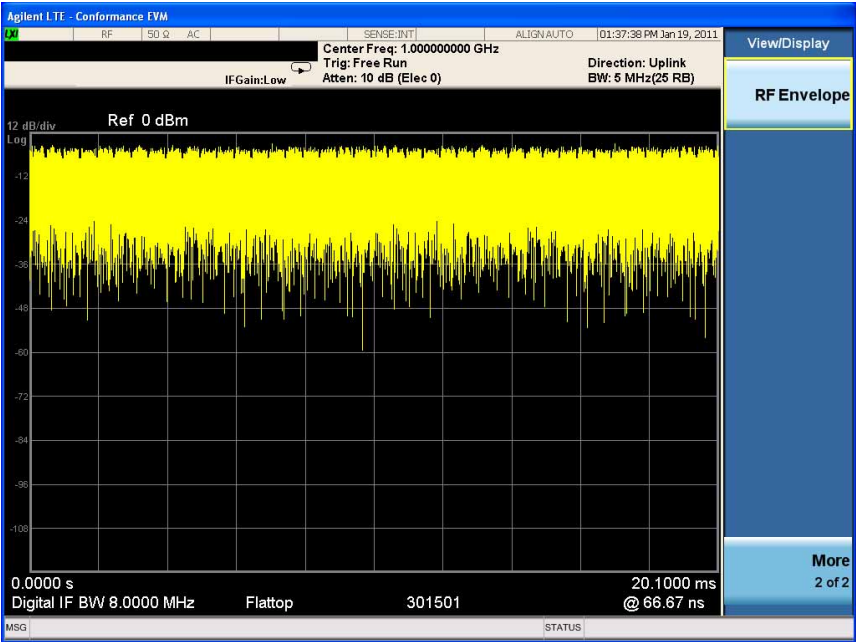 Agilent LTE - Conformance EVM
LXI RF 50 Ω AC SENSE:INT ALIGN AUTO 01:37:38 PM Jan 19, 2011
Center Freq: 1.000000000 GHz
Trig: Free Run Direction: Uplink
IFGain:Low Atten: 10 dB (Elec 0) BW: 5 MHz(25 RB)
View/Display
RF Envelope
12 dB/div Ref 0 dBm
Log
-12
-24
-36
-48
-60
-72
-84
-96
-108
0.0000 s 20.1000 ms
Digital IF BW 8.0000 MHz Flattop 301501 @ 66.67 ns
More
2 of 2
MSG STATUS